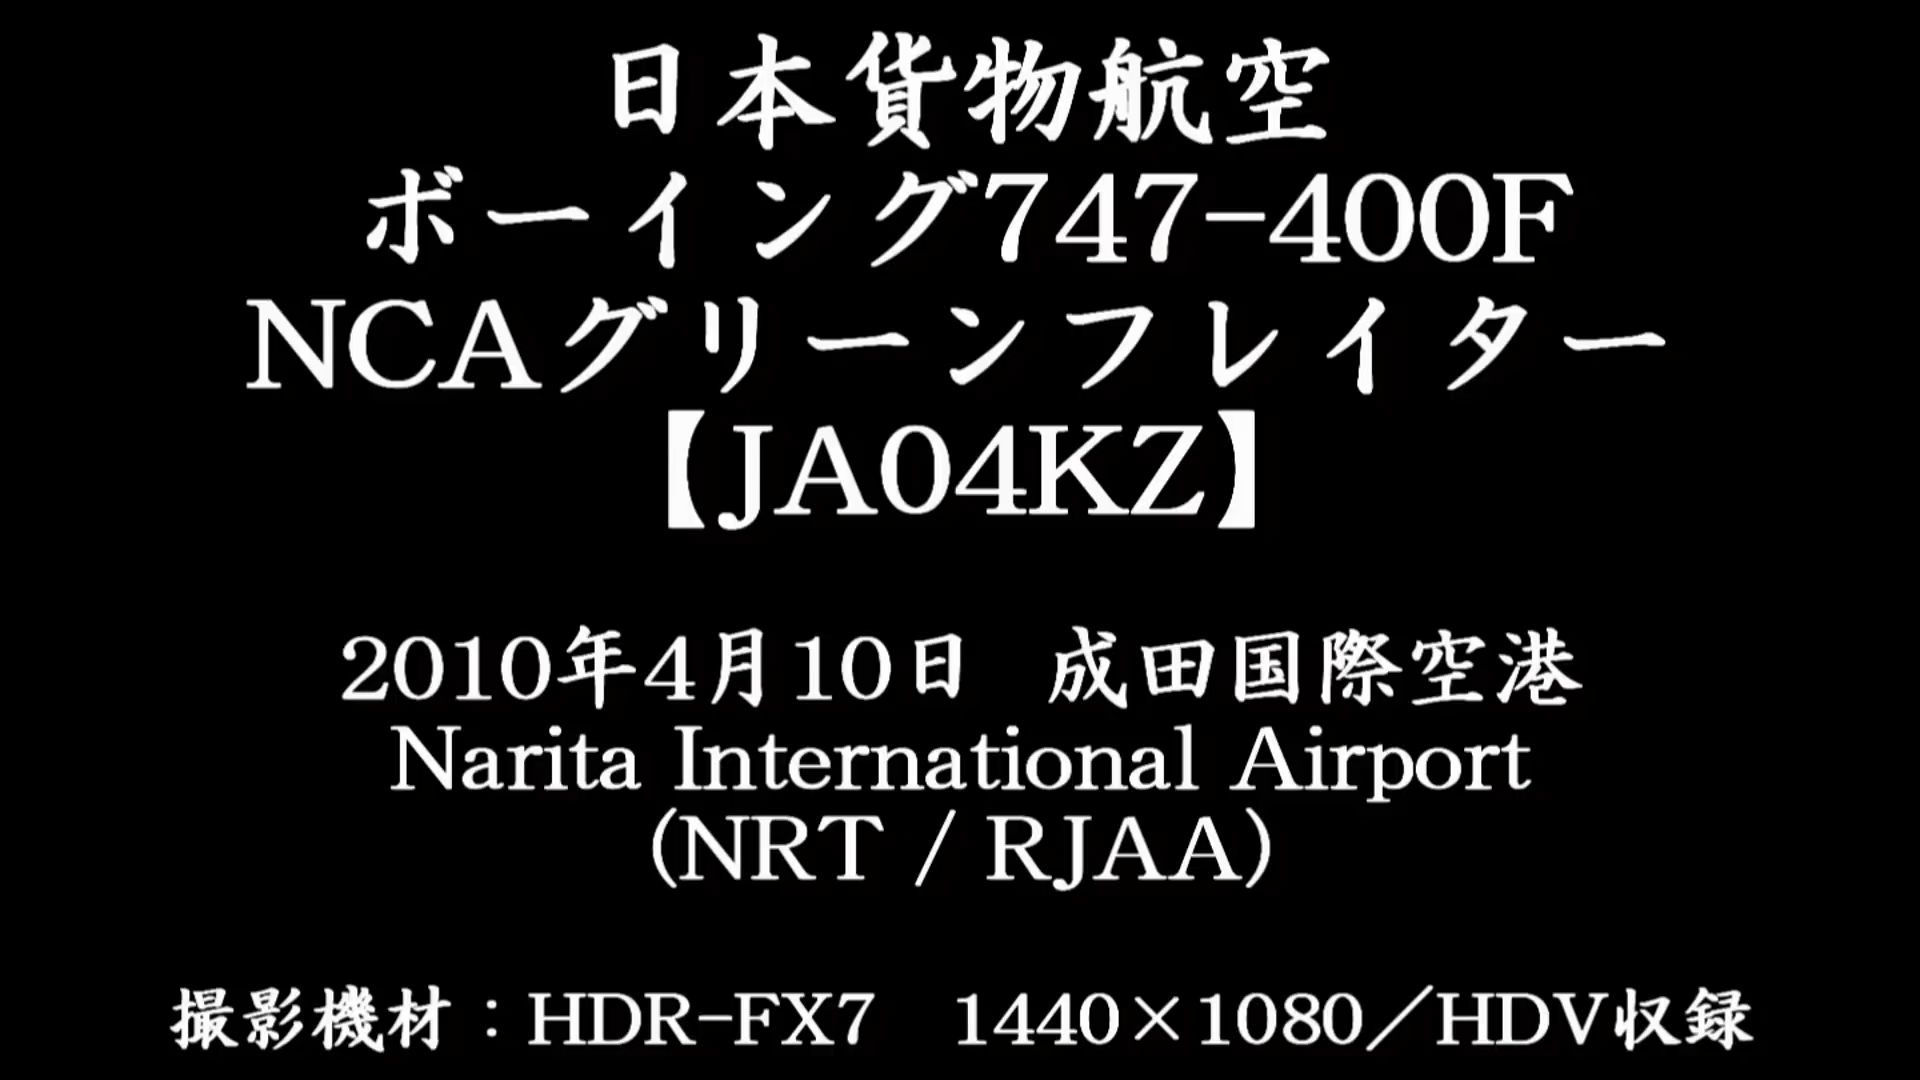 日本貨物航空
ボーイング747-400F
NCAグリーンフレイター
【JA04KZ】
2010年4月10日　成田国際空港
Narita International Airport
(NRT / RJAA)
撮影機材：HDR-FX7　1440×1080／HDV収録